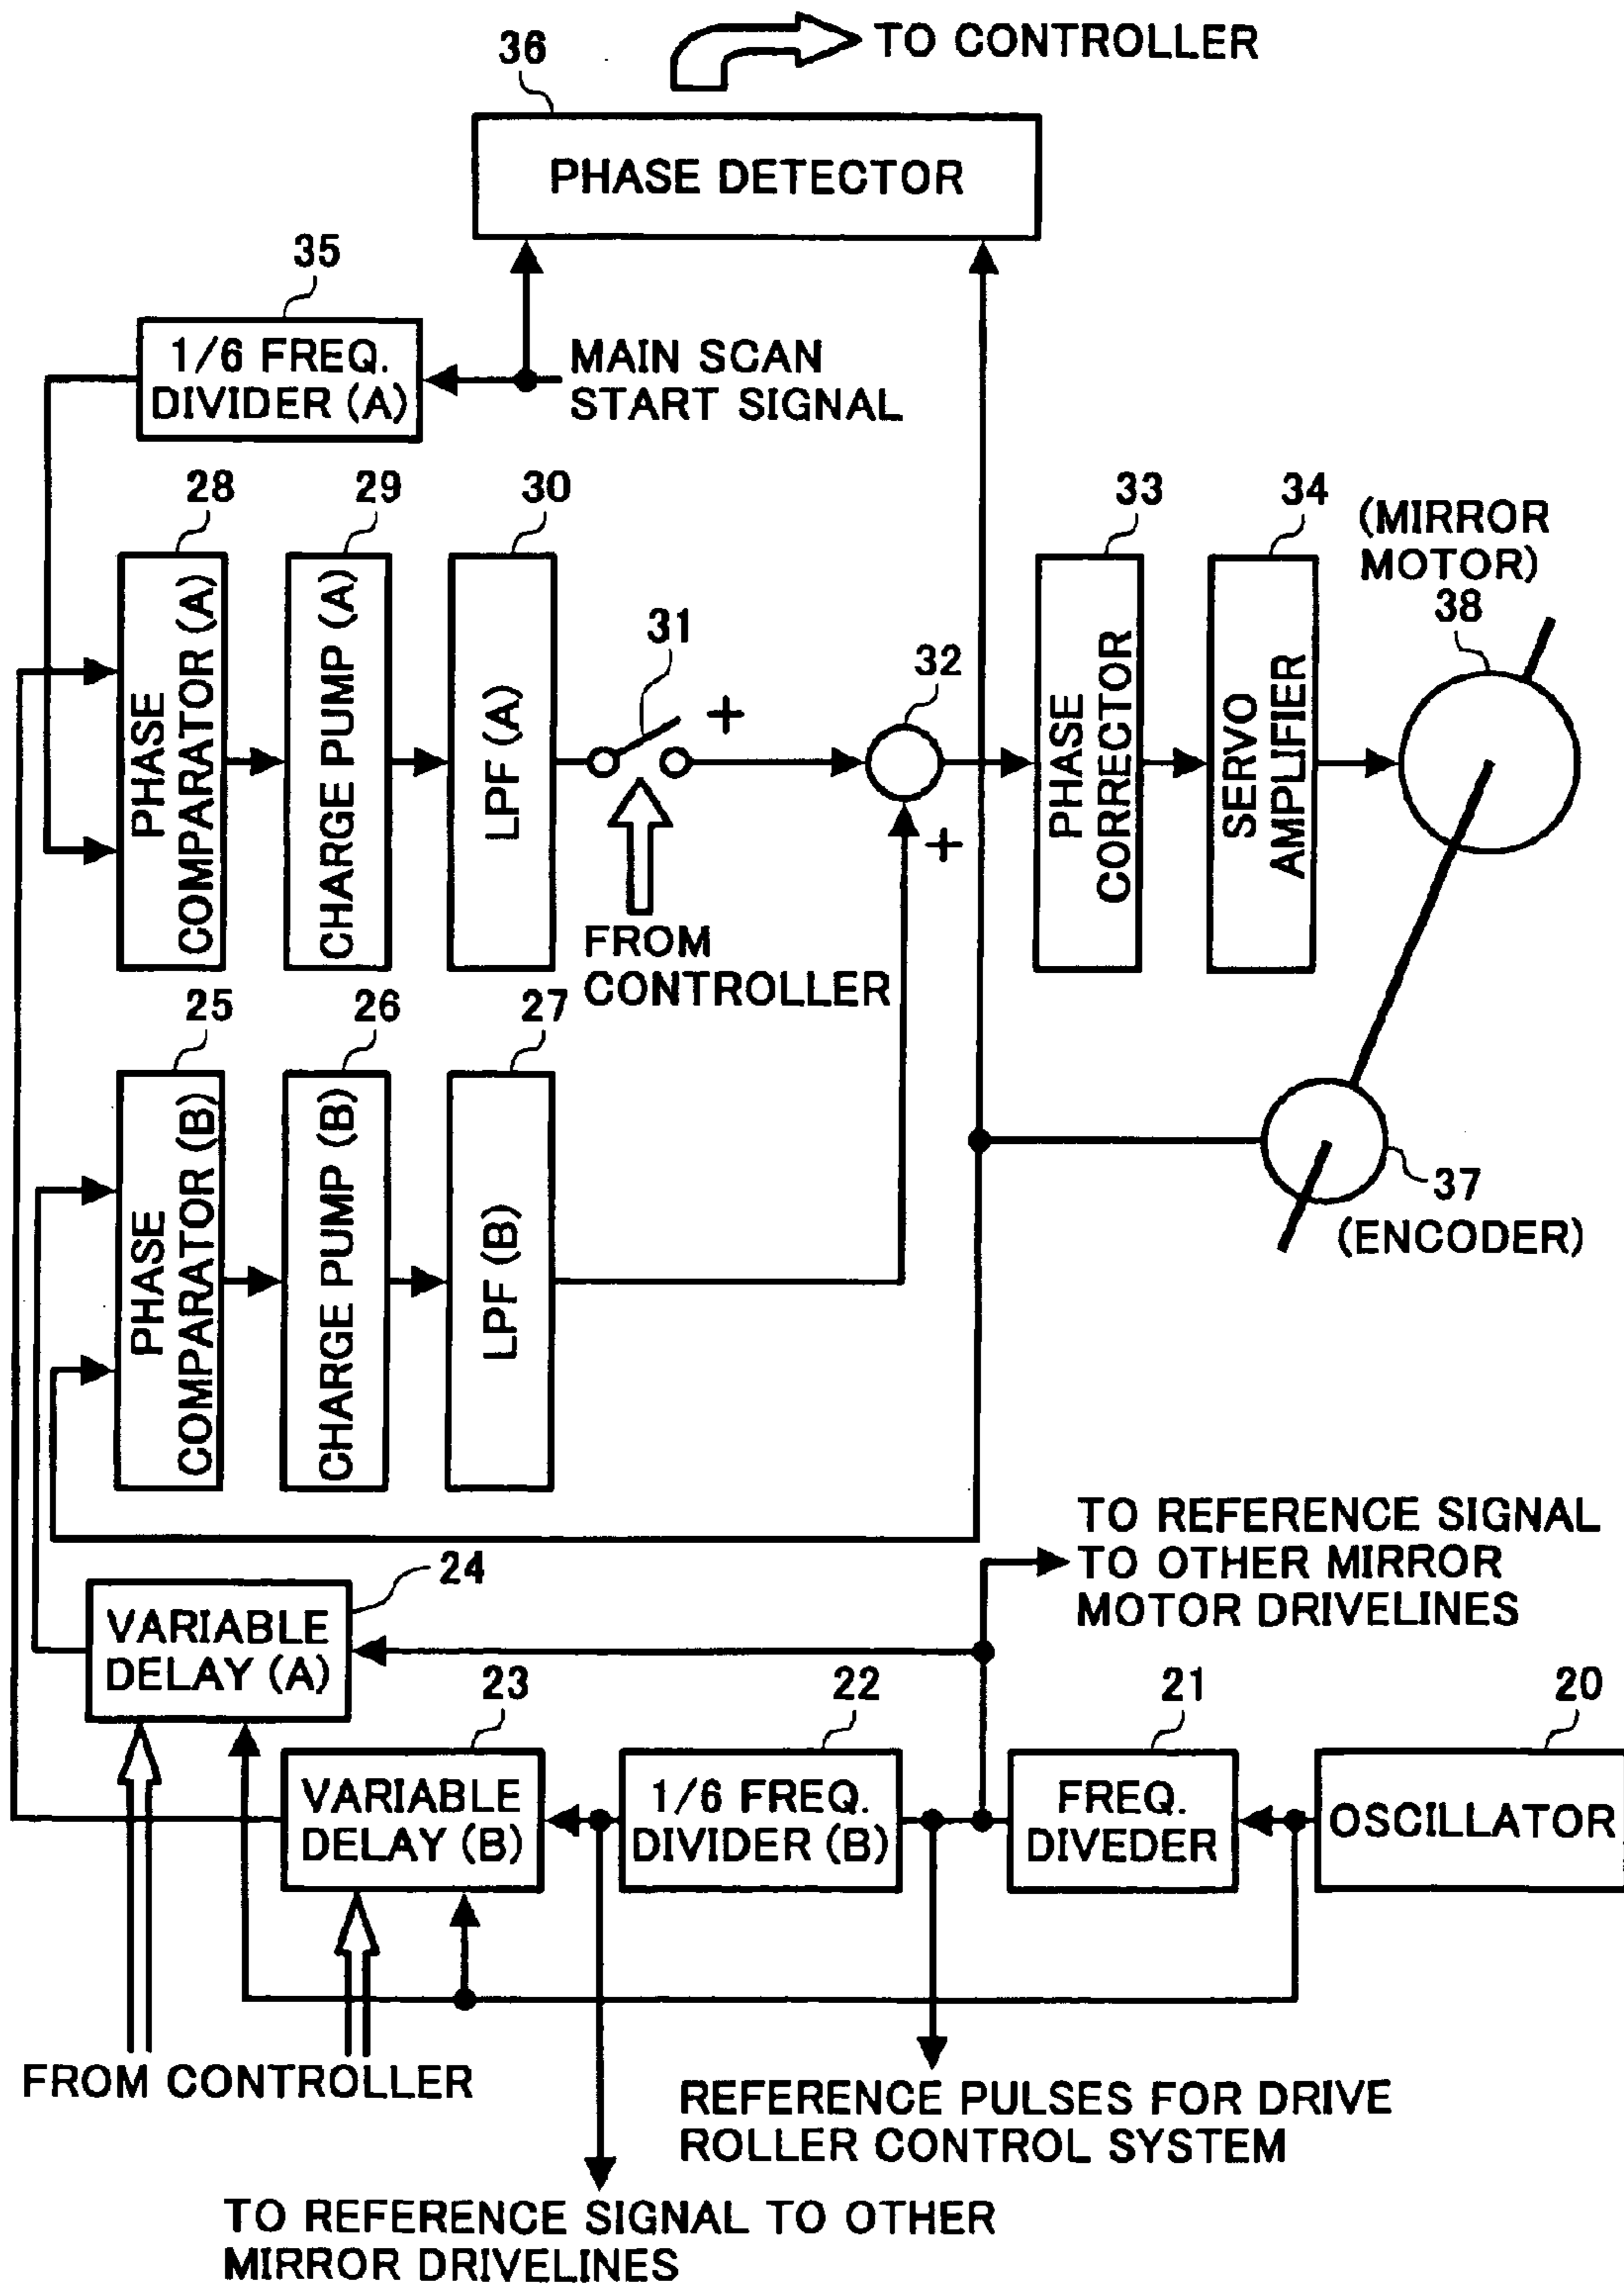 TO CONTROLLER
36
PHASE DETECTOR
35
1/6 FREQ.
DIVIDER (A)
MAIN SCAN
START SIGNAL
28
29
30
33
34
(MIRROR
MOTOR)
38
PHASE
COMPARATOR (A)
CHARGE PUMP (A)
LPF (A)
31
+
32
+
PHASE
CORRECTOR
SERVO
AMPLIFIER
FROM
CONTROLLER
25
26
27
PHASE
COMPARATOR (B)
CHARGE PUMP (B)
LPF (B)
37
(ENCODER)
TO REFERENCE SIGNAL
TO OTHER MIRROR
MOTOR DRIVELINES
24
VARIABLE
DELAY (A)
23
22
21
20
VARIABLE
DELAY (B)
1/6 FREQ.
DIVIDER (B)
FREQ.
DIVEDER
OSCILLATOR
FROM CONTROLLER
REFERENCE PULSES FOR DRIVE
ROLLER CONTROL SYSTEM
TO REFERENCE SIGNAL TO OTHER
MIRROR DRIVELINES